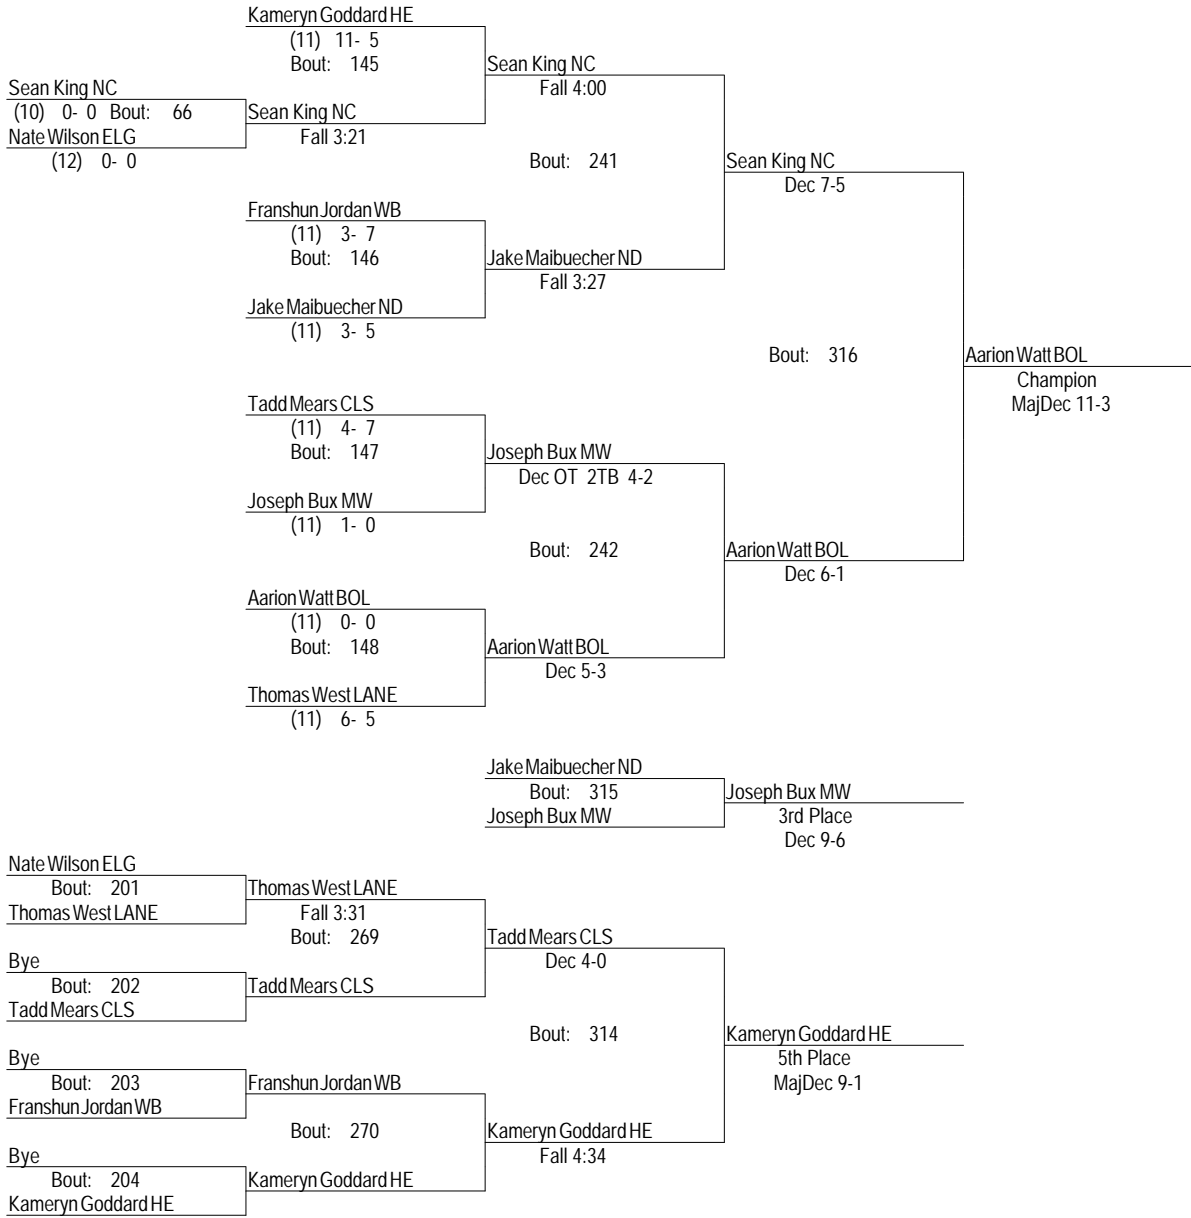 Kameryn Goddard HE
(11) 11- 5
Bout: 145
Sean King NC
Fall 4:00
Sean King NC
(10) 0- 0 Bout: 66
Sean King NC
Nate Wilson ELG
Fall 3:21
(12) 0- 0
Bout: 241
Sean King NC
Dec 7-5
Franshun Jordan WB
(11) 3- 7
Bout: 146
Jake Maibuecher ND
Fall 3:27
Jake Maibuecher ND
(11) 3- 5
Bout: 316
Aarion Watt BOL
Champion
MajDec 11-3
Tadd Mears CLS
(11) 4- 7
Bout: 147
Joseph Bux MW
Dec OT 2TB 4-2
Joseph Bux MW
(11) 1- 0
Bout: 242
Aarion Watt BOL
Dec 6-1
Aarion Watt BOL
(11) 0- 0
Bout: 148
Aarion Watt BOL
Dec 5-3
Thomas West LANE
(11) 6- 5
Jake Maibuecher ND
Bout: 315
Joseph Bux MW
Joseph Bux MW
3rd Place
Dec 9-6
Nate Wilson ELG
Bout: 201
Thomas West LANE
Thomas West LANE
Fall 3:31
Bout: 269
Tadd Mears CLS
Dec 4-0
Bye
Bout: 202
Tadd Mears CLS
Tadd Mears CLS
Bout: 314
Kameryn Goddard HE
5th Place
MajDec 9-1
Bye
Bout: 203
Franshun Jordan WB
Franshun Jordan WB
Bout: 270
Kameryn Goddard HE
Fall 4:34
Bye
Bout: 204
Kameryn Goddard HE
Kameryn Goddard HE